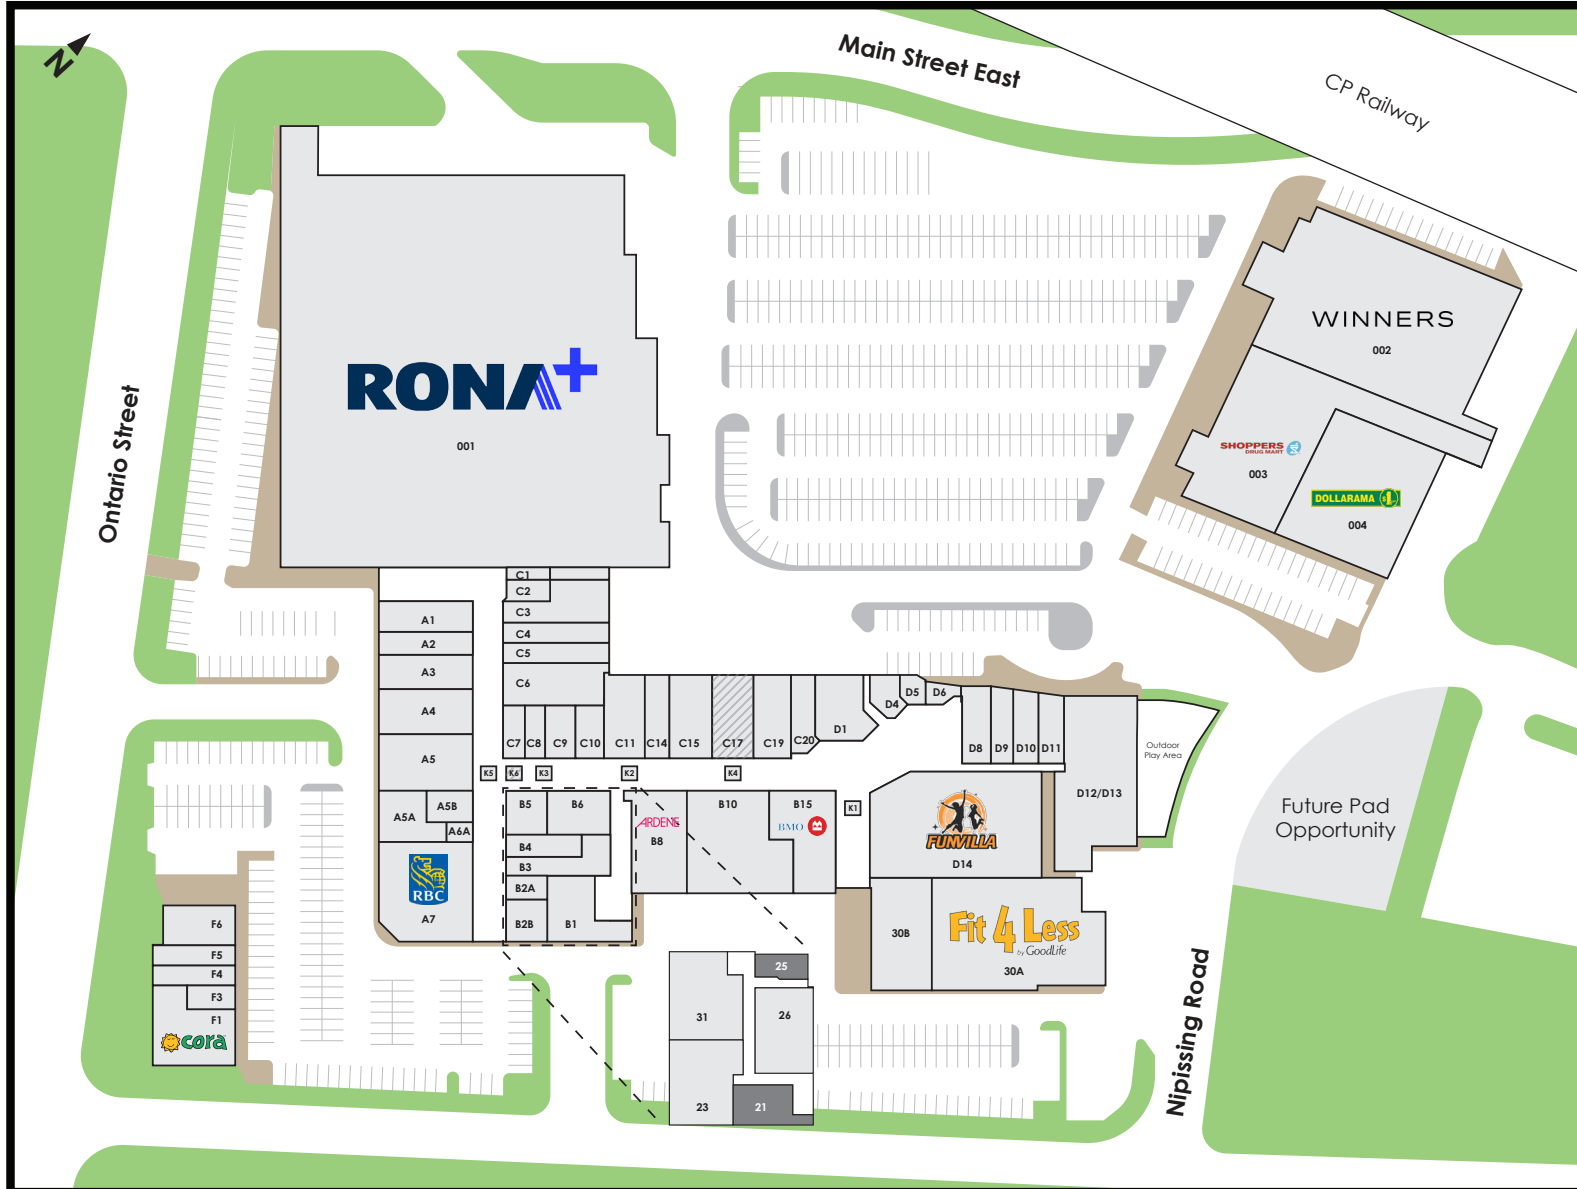 N
Main Street East
CP Railway
Ontario Street
RONA+
001
WINNERS
002
SHOPPERS
DRUG MART
003
DOLLARAMA $1
004
A1
A2
A3
A4
A5
A5A
A5B
A6A
RBC
A7
C1
C2
C3
C4
C5
C6
C7
C8
C9
C10
C11
C14
C15
C17
C19
C20
D1
D4
D5
D6
D8
D9
D10
D11
D12/D13
Outdoor
Play Area
K5
K6
K3
K2
K4
K1
B5
B6
B4
B3
B2A
B2B
B1
ARDENE
B8
B10
B15
BMO
FUNVILLA
D14
30B
Fit 4 Less
by GoodLife
30A
Future Pad
Opportunity
Nipissing Road
F6
F5
F4
F3
F1
cora
31
25
26
23
21